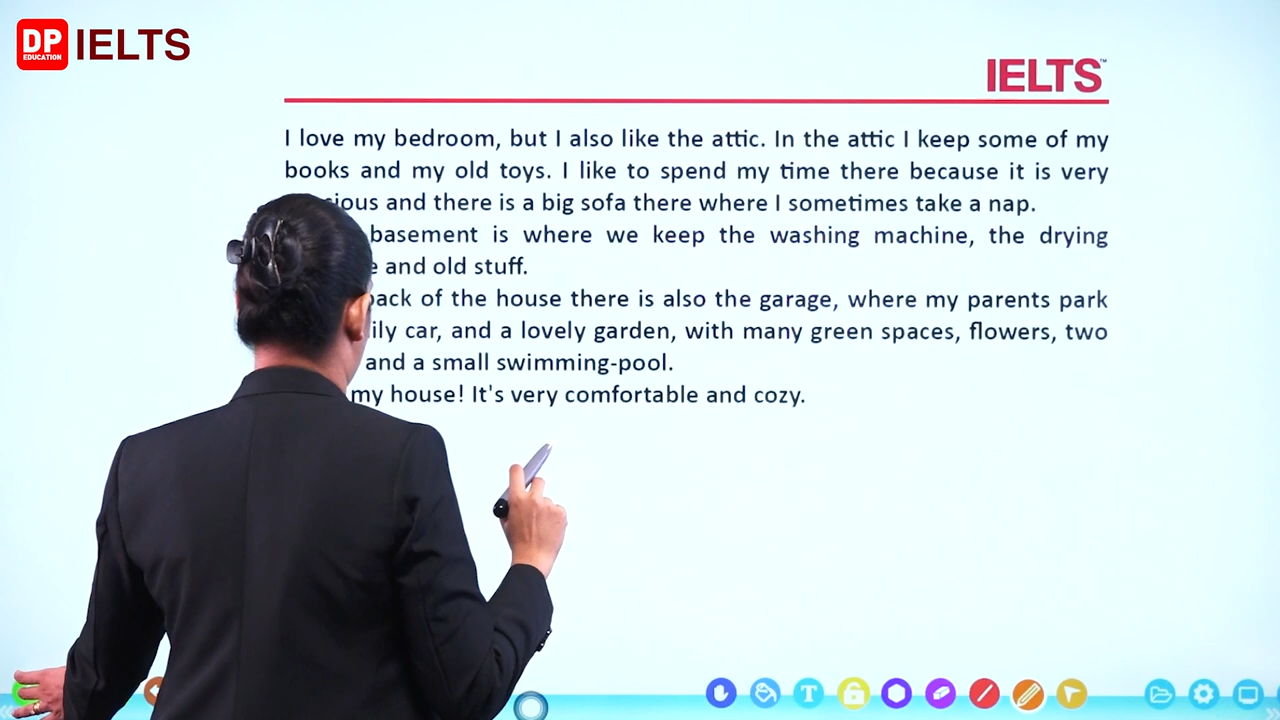 DP EDUCATION IELTS
IELTS™
I love my bedroom, but I also like the attic. In the attic I keep some of my
books and my old toys. I like to spend my time there because it is very
and there is a big sofa there where I sometimes take a nap.
basement is where we keep the washing machine, the drying
and old stuff.
of the house there is also the garage, where my parents park
car, and a lovely garden, with many green spaces, flowers, two
and a small swimming-pool.
my house! It's very comfortable and cozy.
T